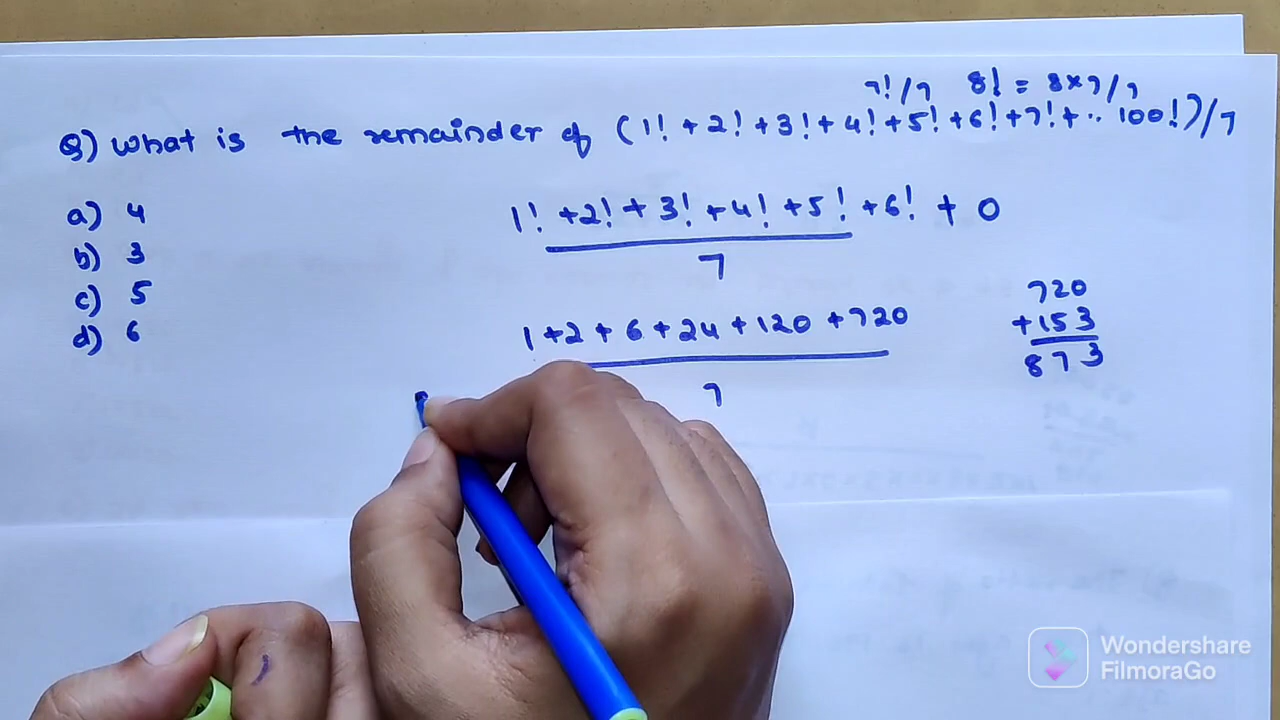 7!/7 8! = 8×7/7
Q) What is the remainder of (1! + 2! + 3! + 4! + 5! + 6! + 7! + .. 100!)/7
a) 4
b) 3
c) 5
d) 6
1! + 2! + 3! + 4! + 5! + 6! + 0
7
1 + 2 + 6 + 24 + 120 + 720
7
720
+153
873
Wondershare
FilmoraGo